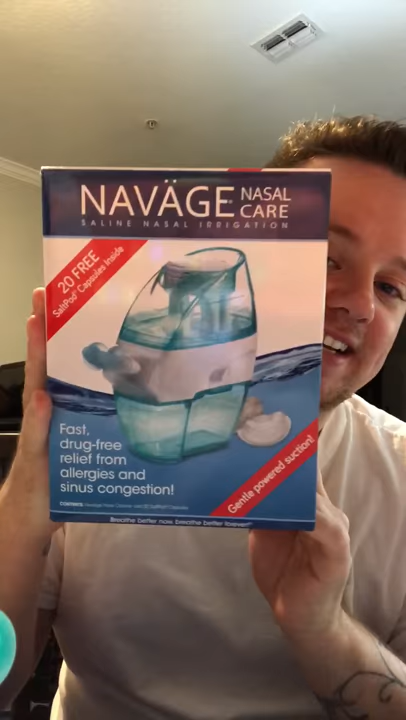 NAVÄGE® NASAL CARE
SALINE NASAL IRRIGATION
20 FREE
SaltPod® Capsules Inside
Fast,
drug-free
relief from
allergies and
sinus congestion!
Gentle powered suction!
CONTAINS
Breathe better now, breathe better forever!